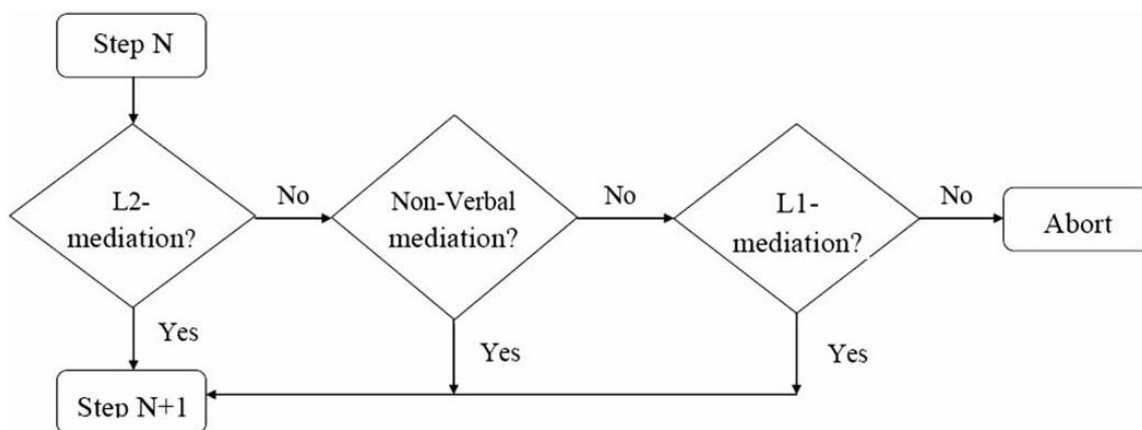 Step N
L2-
mediation?
No
Non-Verbal
mediation?
No
L1-
mediation?
No
Abort
Yes
Yes
Yes
Step N+1